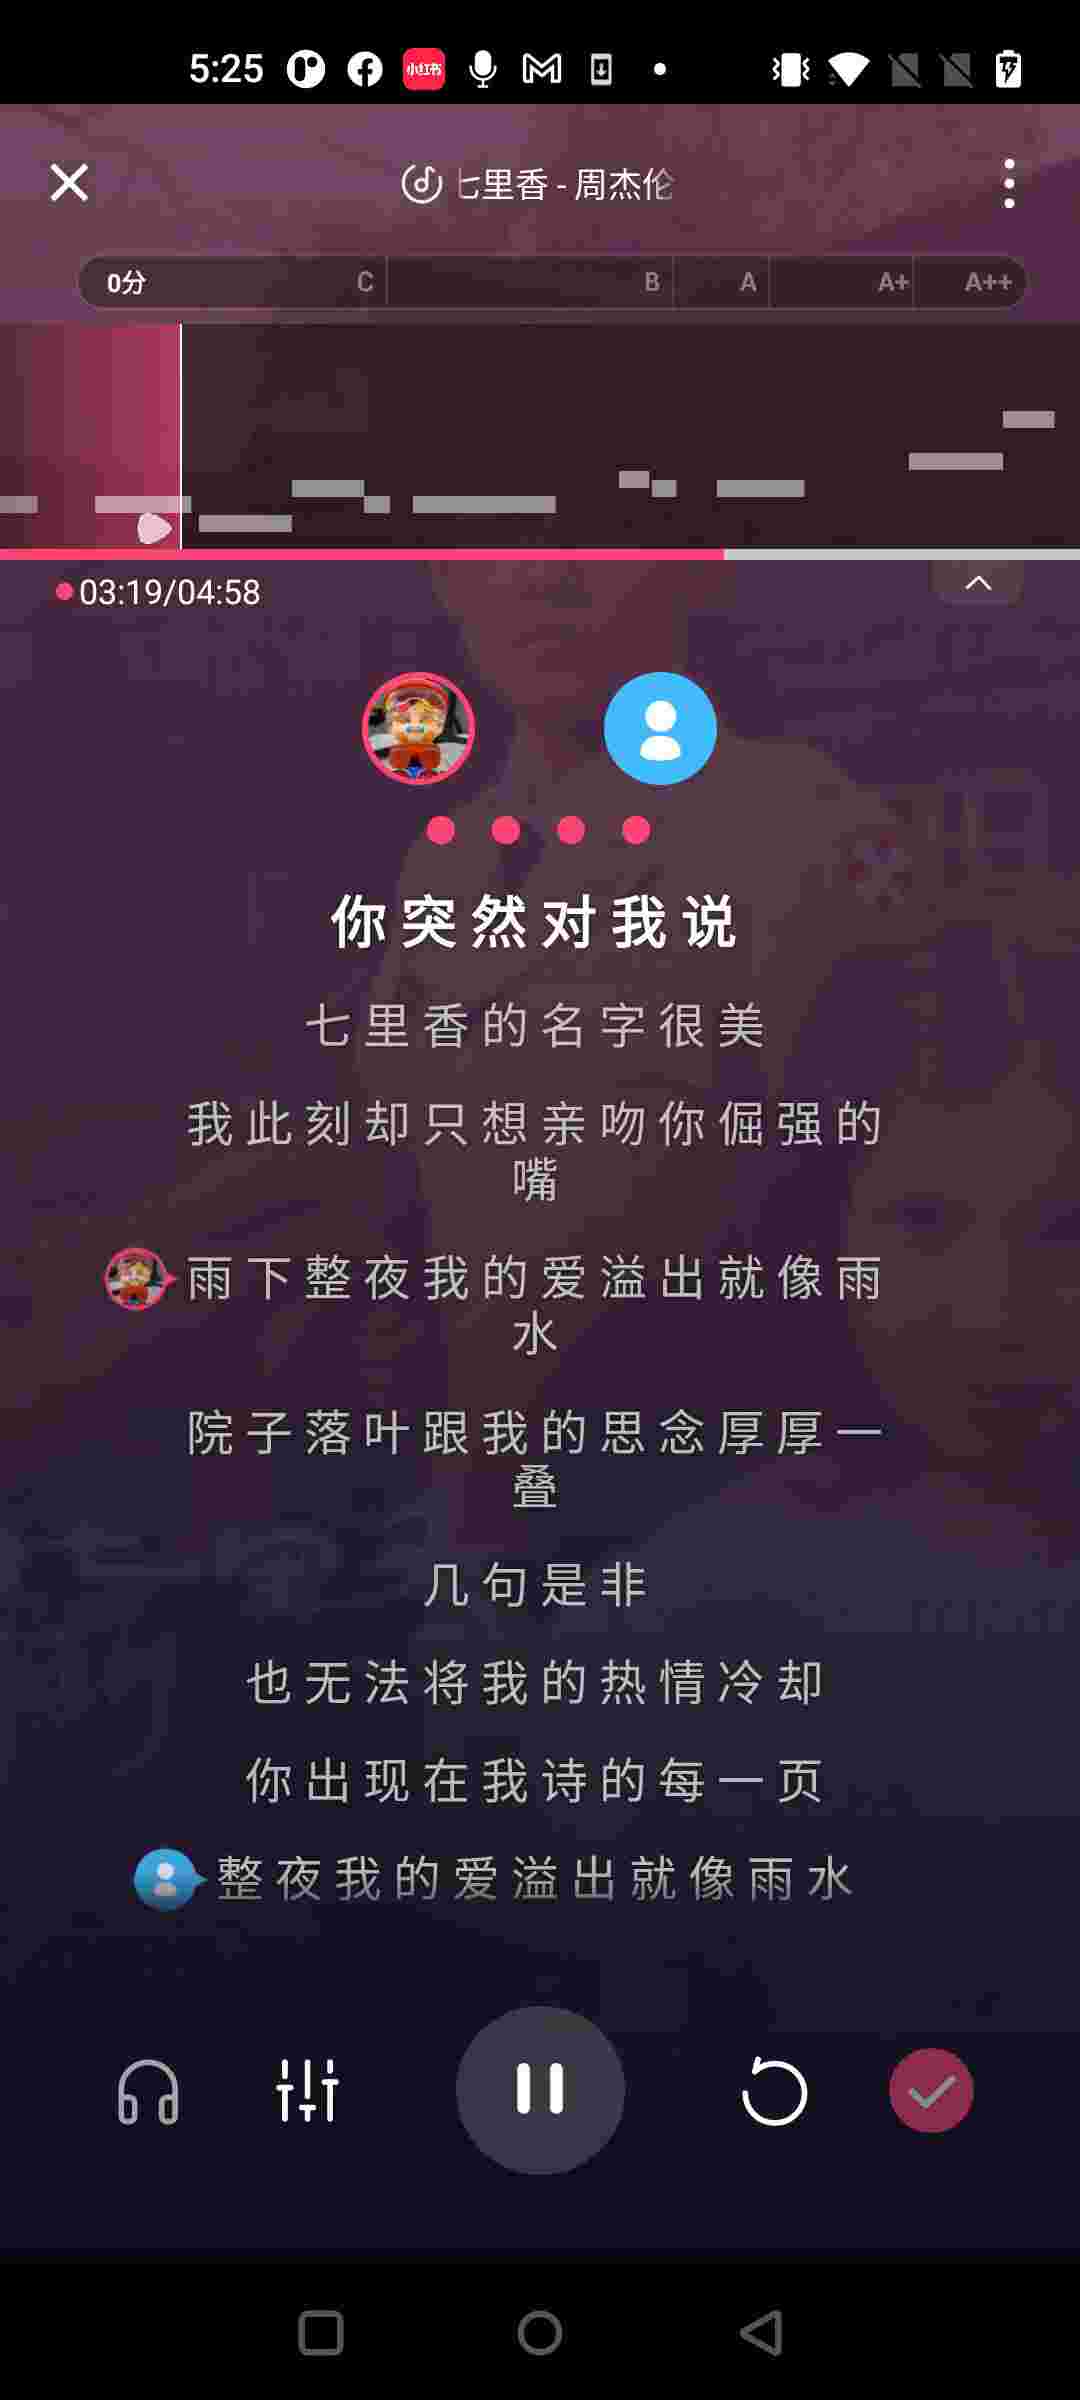 5:25
小红书
七里香 - 周杰伦
0分 C B A A+ A++
03:19/04:58
你突然对我说
七里香的名字很美
我此刻却只想亲吻你倔强的
嘴
雨下整夜我的爱溢出就像雨
水
院子落叶跟我的思念厚厚一
叠
几句是非
也无法将我的热情冷却
你出现在我诗的每一页
整夜我的爱溢出就像雨水